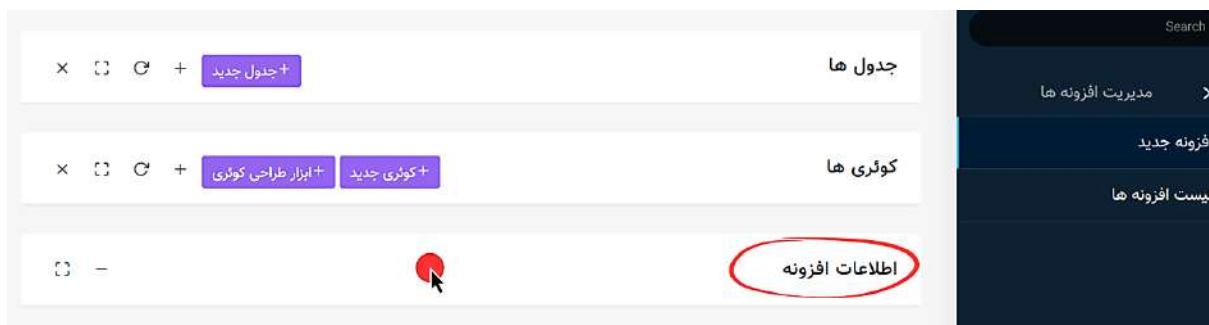 Search
مدیریت افزونه ها
افزونه جدید
لیست افزونه ها
جدول ها
+جدول جدید
کوئری ها
+کوئری جدید
+ابزار طراحی کوئری
اطلاعات افزونه